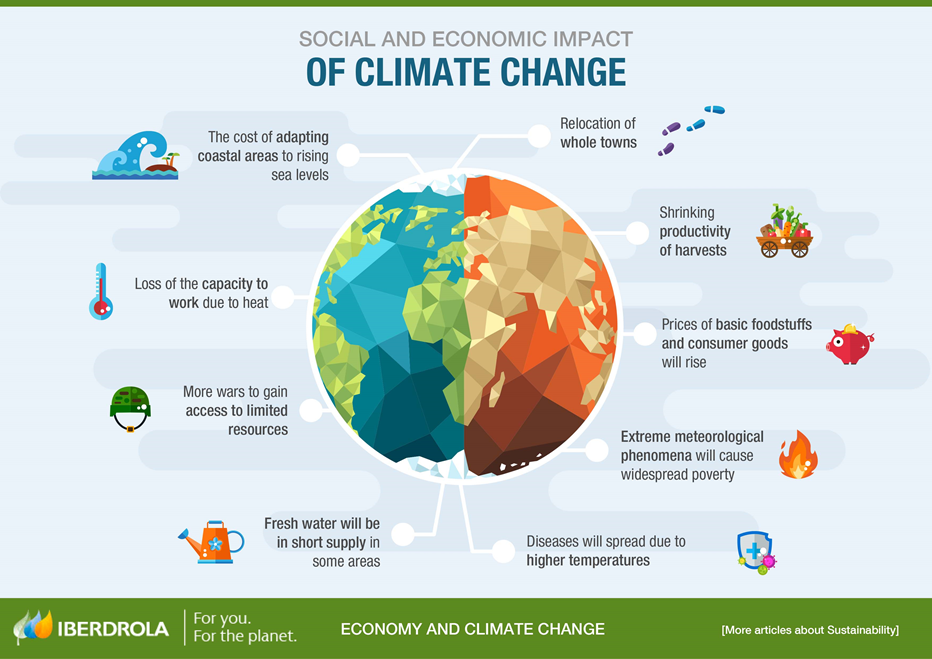 SOCIAL AND ECONOMIC IMPACT
OF CLIMATE CHANGE
The cost of adapting
coastal areas to rising
sea levels
Relocation of
whole towns
Shrinking
productivity
of harvests
Loss of the capacity to
work due to heat
Prices of basic foodstuffs
and consumer goods
will rise
More wars to gain
access to limited
resources
Extreme meteorological
phenomena will cause
widespread poverty
Fresh water will be
in short supply in
some areas
Diseases will spread due to
higher temperatures
IBERDROLA
For you.
For the planet.
ECONOMY AND CLIMATE CHANGE
[More articles about Sustainability]